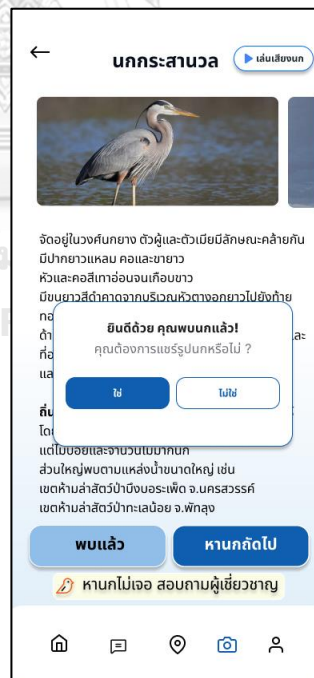 นกกระสานวล
เล่นเสียงนก
จัดอยู่ในวงศ์นกยาง ตัวผู้และตัวเมียมีลักษณะคล้ายกัน
มีปากยาวแหลม คอและขายาว
หัวและคอสีเทาอ่อนจนเกือบขาว
มีขนยาวสีดำคาดจากบริเวณหัวตางอกยาวไปยังท้าย
ยินดีด้วย คุณพบนกแล้ว!
คุณต้องการแชร์รูปนกหรือไม่ ?
ใช่
ไม่ใช่
แต่ไม่บ่อยและจำนวนไม่มากนัก
ส่วนใหญ่พบตามแหล่งน้ำขนาดใหญ่ เช่น
เขตห้ามล่าสัตว์ป่าบึงบอระเพ็ด จ.นครสวรรค์
เขตห้ามล่าสัตว์ป่าทะเลน้อย จ.พัทลุง
พบแล้ว
หานกถัดไป
หานกไม่เจอ สอบถามผู้เชี่ยวชาญ